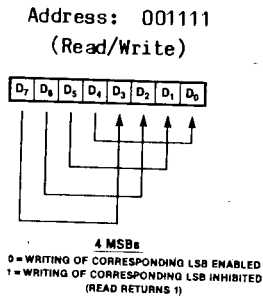 Address: 001111
(Read/Write)
D7 D6 D5 D4 D3 D2 D1 D0
4 MSBs
0 = WRITING OF CORRESPONDING LSB ENABLED
1 = WRITING OF CORRESPONDING LSB INHIBITED
(READ RETURNS 1)